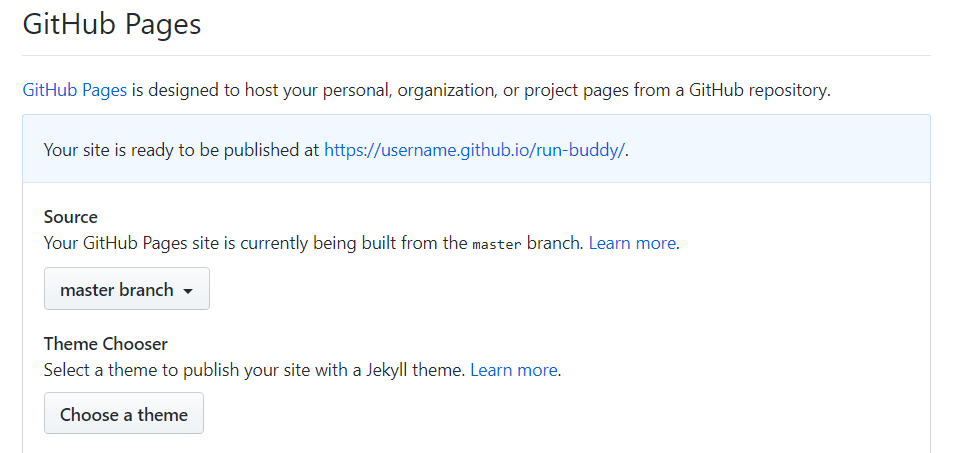 GitHub Pages
GitHub Pages is designed to host your personal, organization, or project pages from a GitHub repository.
Your site is ready to be published at https://username.github.io/run-buddy/.
Source
Your GitHub Pages site is currently being built from the master branch. Learn more.
master branch
Theme Chooser
Select a theme to publish your site with a Jekyll theme. Learn more.
Choose a theme